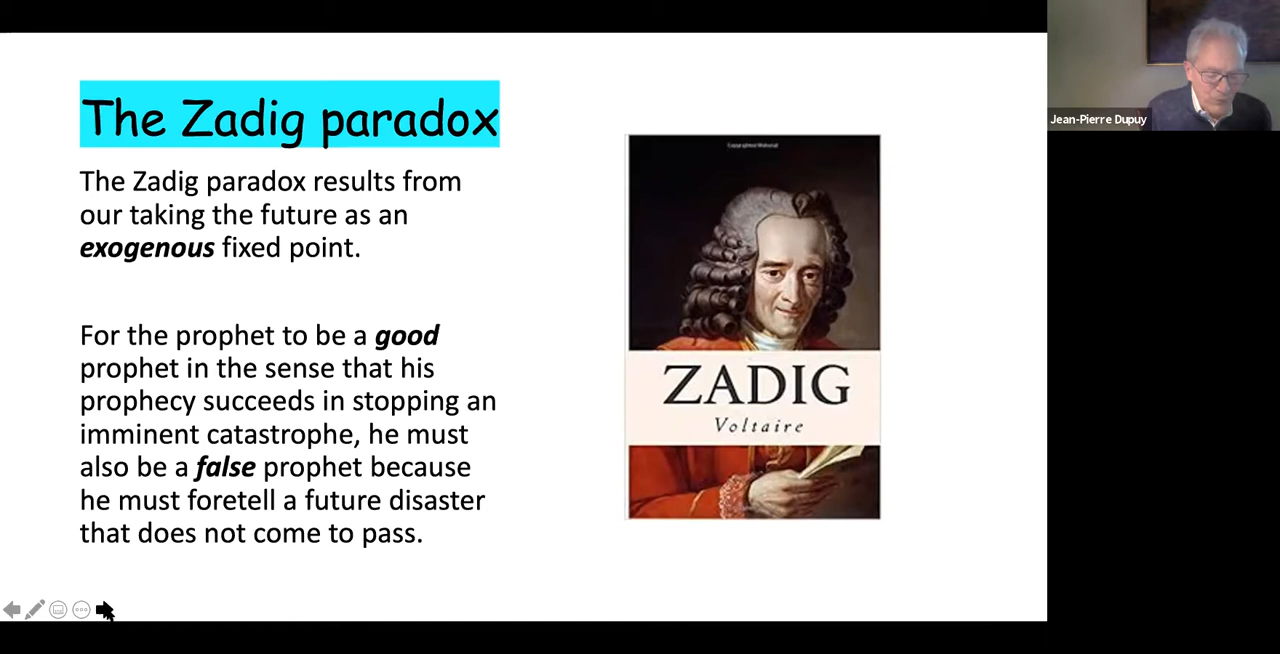 The Zadig paradox
The Zadig paradox results from
our taking the future as an
exogenous fixed point.
For the prophet to be a good
prophet in the sense that his
prophecy succeeds in stopping an
imminent catastrophe, he must
also be a false prophet because
he must foretell a future disaster
that does not come to pass.
Copyrighted Material
ZADIG
Voltaire
Jean-Pierre Dupuy